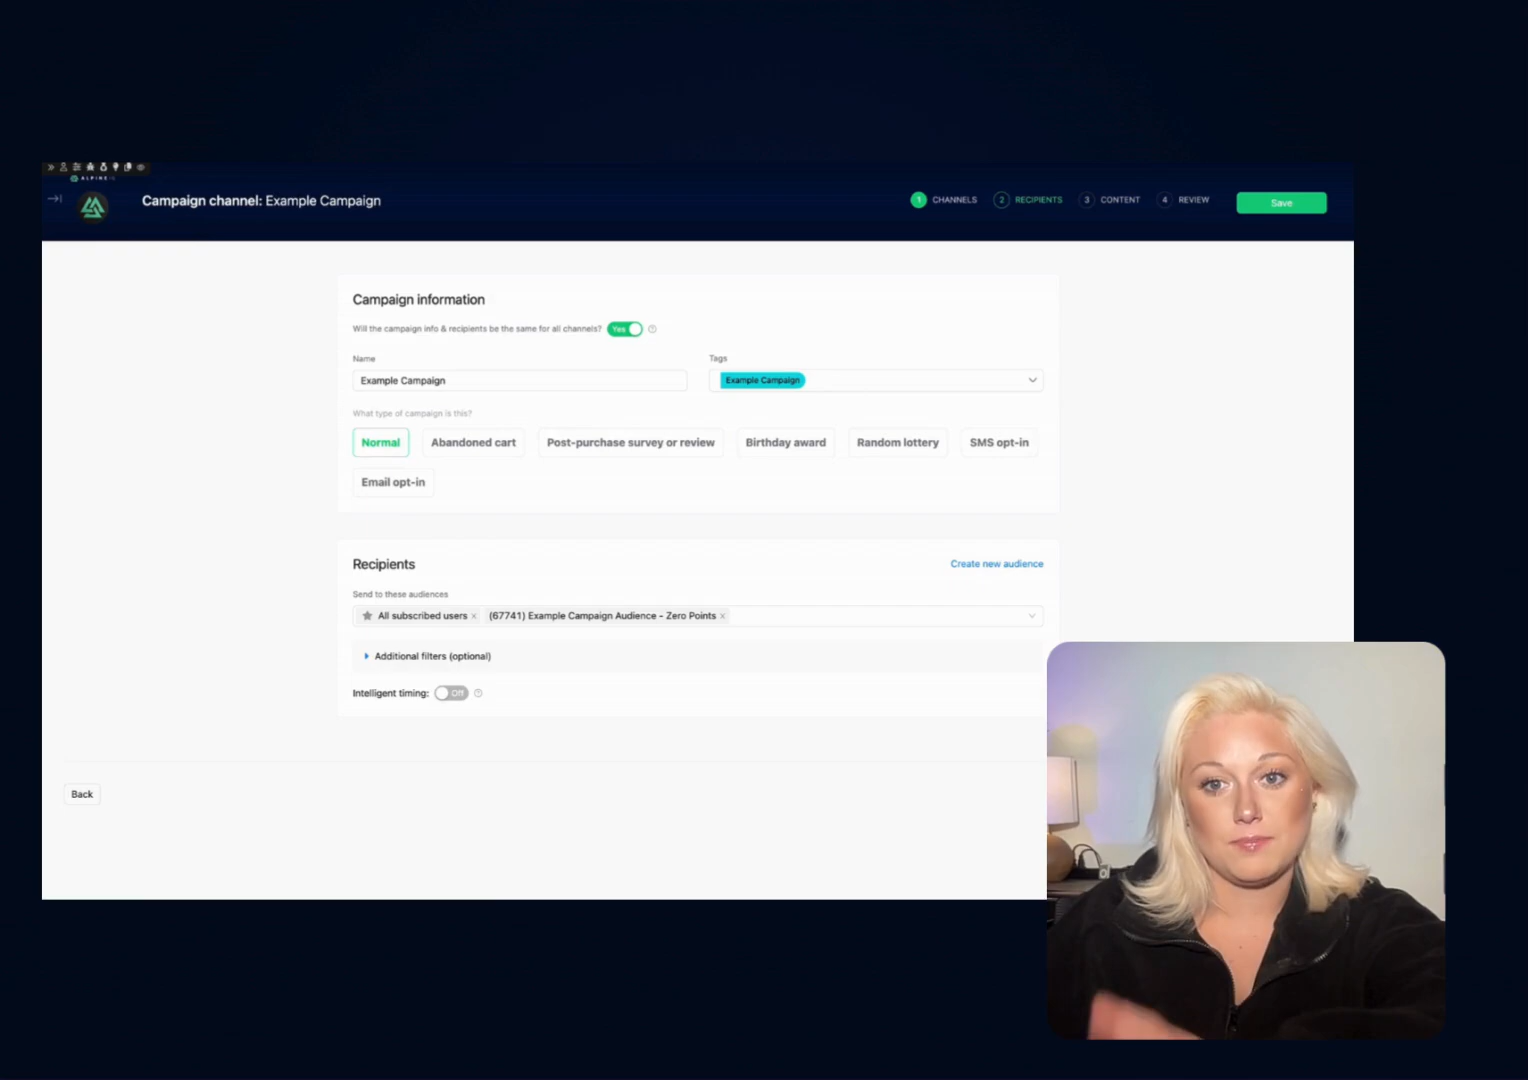 ALPINE IQ
Campaign channel: Example Campaign
1 CHANNELS
2 RECIPIENTS
3 CONTENT
4 REVIEW
Save
Campaign information
Will the campaign info & recipients be the same for all channels? Yes
Name
Tags
Example Campaign
Example Campaign
What type of campaign is this?
Normal
Abandoned cart
Post-purchase survey or review
Birthday award
Random lottery
SMS opt-in
Email opt-in
Recipients
Create new audience
Send to these audiences
All subscribed users × (67741) Example Campaign Audience - Zero Points ×
Additional filters (optional)
Intelligent timing: Off
Back